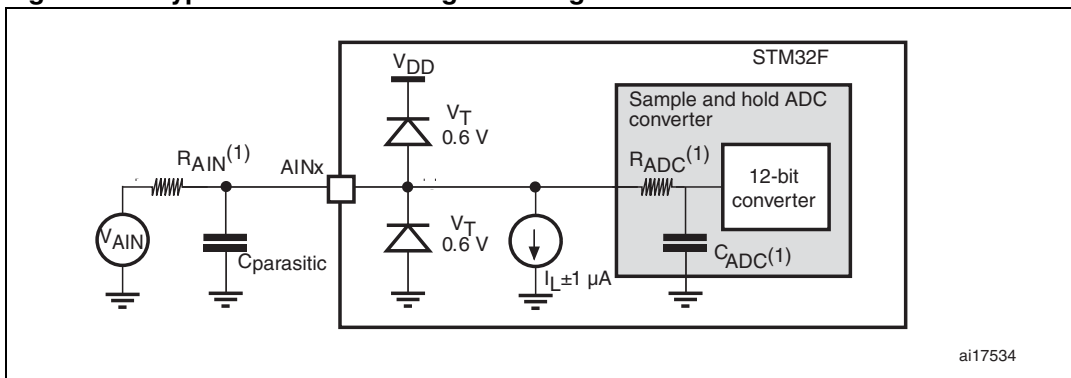 STM32F
VDD
VT
0.6 V
Sample and hold ADC
converter
RAIN(1)
AINx
RADC(1)
12-bit
converter
VAIN
Cparasitic
VT
0.6 V
IL±1 µA
CADC(1)
ai17534